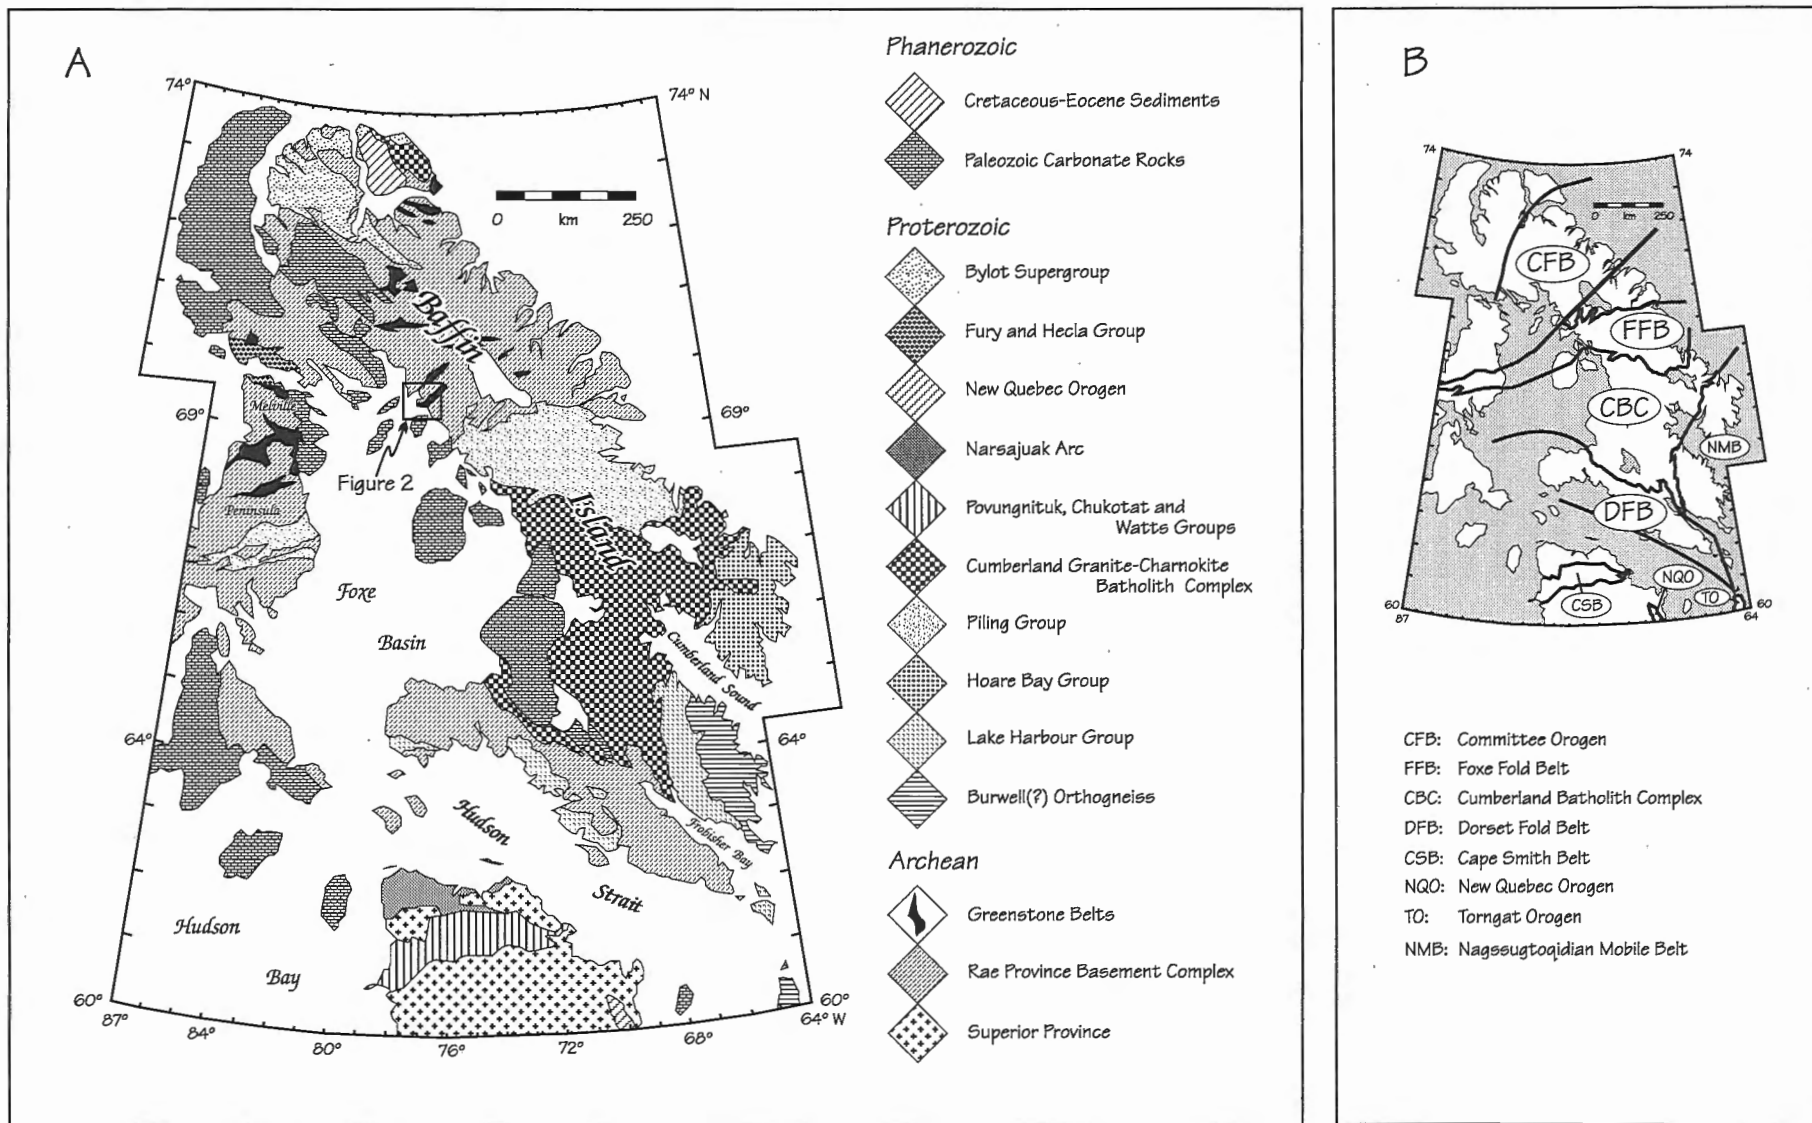 A
74°
74° N
0 km 250
Baffin
Island
69°
69°
Melville
Peninsula
Figure 2
Foxe
Basin
Cumberland Sound
64°
64°
Hudson
Strait
Frobisher Bay
Hudson
Bay
60°
60°
87°
84°
80°
76°
72°
68°
64° W
Phanerozoic
Cretaceous-Eocene Sediments
Paleozoic Carbonate Rocks
Proterozoic
Bylot Supergroup
Fury and Hecla Group
New Quebec Orogen
Narsajuak Arc
Povungnituk, Chukotat and
Watts Groups
Cumberland Granite-Charnokite
Batholith Complex
Piling Group
Hoare Bay Group
Lake Harbour Group
Burwell(?) Orthogneiss
Archean
Greenstone Belts
Rae Province Basement Complex
Superior Province
B
74
74
0 km 250
CFB
FFB
CBC
NMB
DFB
NQO
TO
CSB
60
60
87
64
CFB: Committee Orogen
FFB: Foxe Fold Belt
CBC: Cumberland Batholith Complex
DFB: Dorset Fold Belt
CSB: Cape Smith Belt
NQO: New Quebec Orogen
TO: Torngat Orogen
NMB: Nagssugtoqidian Mobile Belt